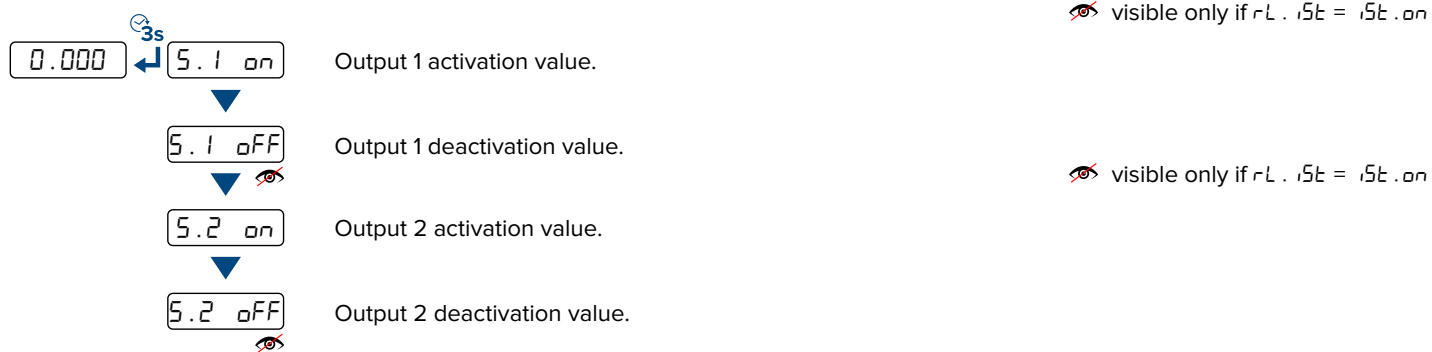 visible only if rL. iSt = iSt.on
3s
0.000 S.1 on Output 1 activation value.
S.1 oFF Output 1 deactivation value.
visible only if rL. iSt = iSt.on
S.2 on Output 2 activation value.
S.2 oFF Output 2 deactivation value.